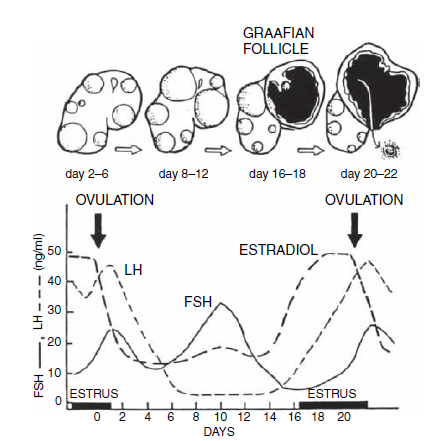 GRAAFIAN
FOLLICLE
day 2–6
day 8–12
day 16–18
day 20–22
OVULATION
OVULATION
FSH —— LH – – – (ng/ml)
50
40
30
20
10
0
LH
FSH
ESTRADIOL
ESTRUS
ESTRUS
0 2 4 6 8 10 12 14 16 18 20
DAYS